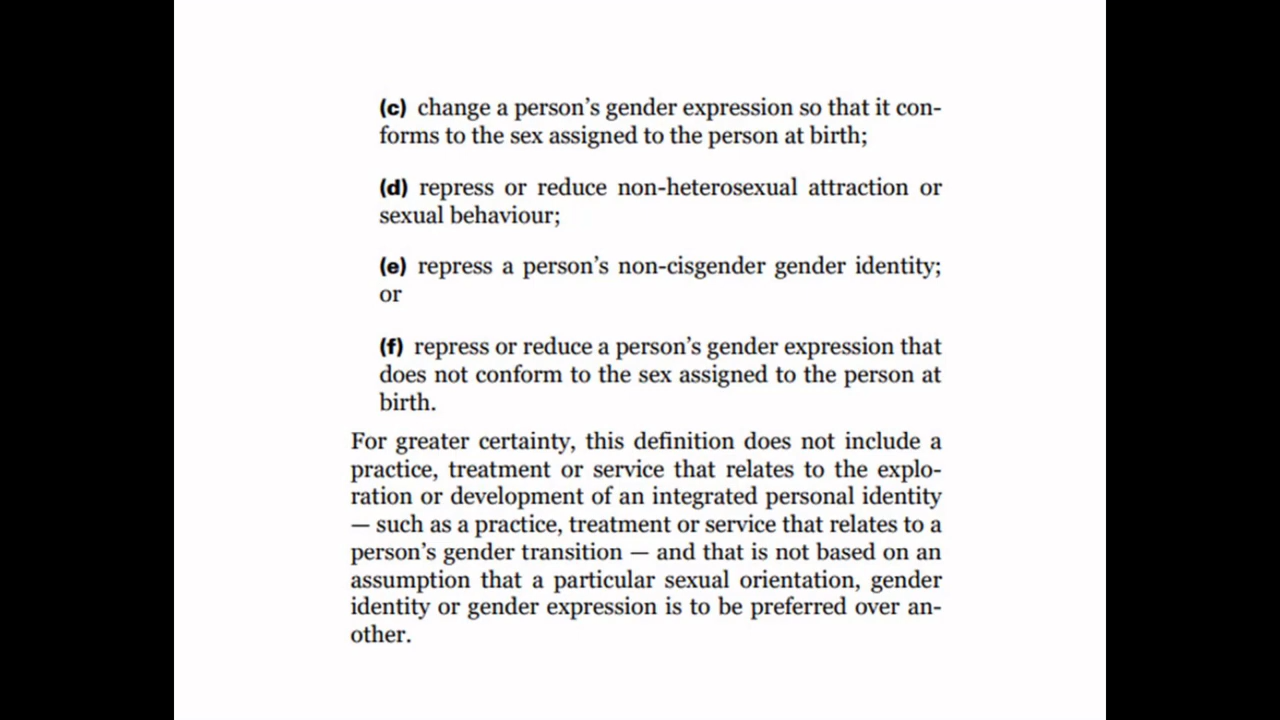 (c) change a person's gender expression so that it con-
forms to the sex assigned to the person at birth;
(d) repress or reduce non-heterosexual attraction or
sexual behaviour;
(e) repress a person's non-cisgender gender identity;
or
(f) repress or reduce a person's gender expression that
does not conform to the sex assigned to the person at
birth.
For greater certainty, this definition does not include a
practice, treatment or service that relates to the explo-
ration or development of an integrated personal identity
— such as a practice, treatment or service that relates to a
person's gender transition — and that is not based on an
assumption that a particular sexual orientation, gender
identity or gender expression is to be preferred over an-
other.